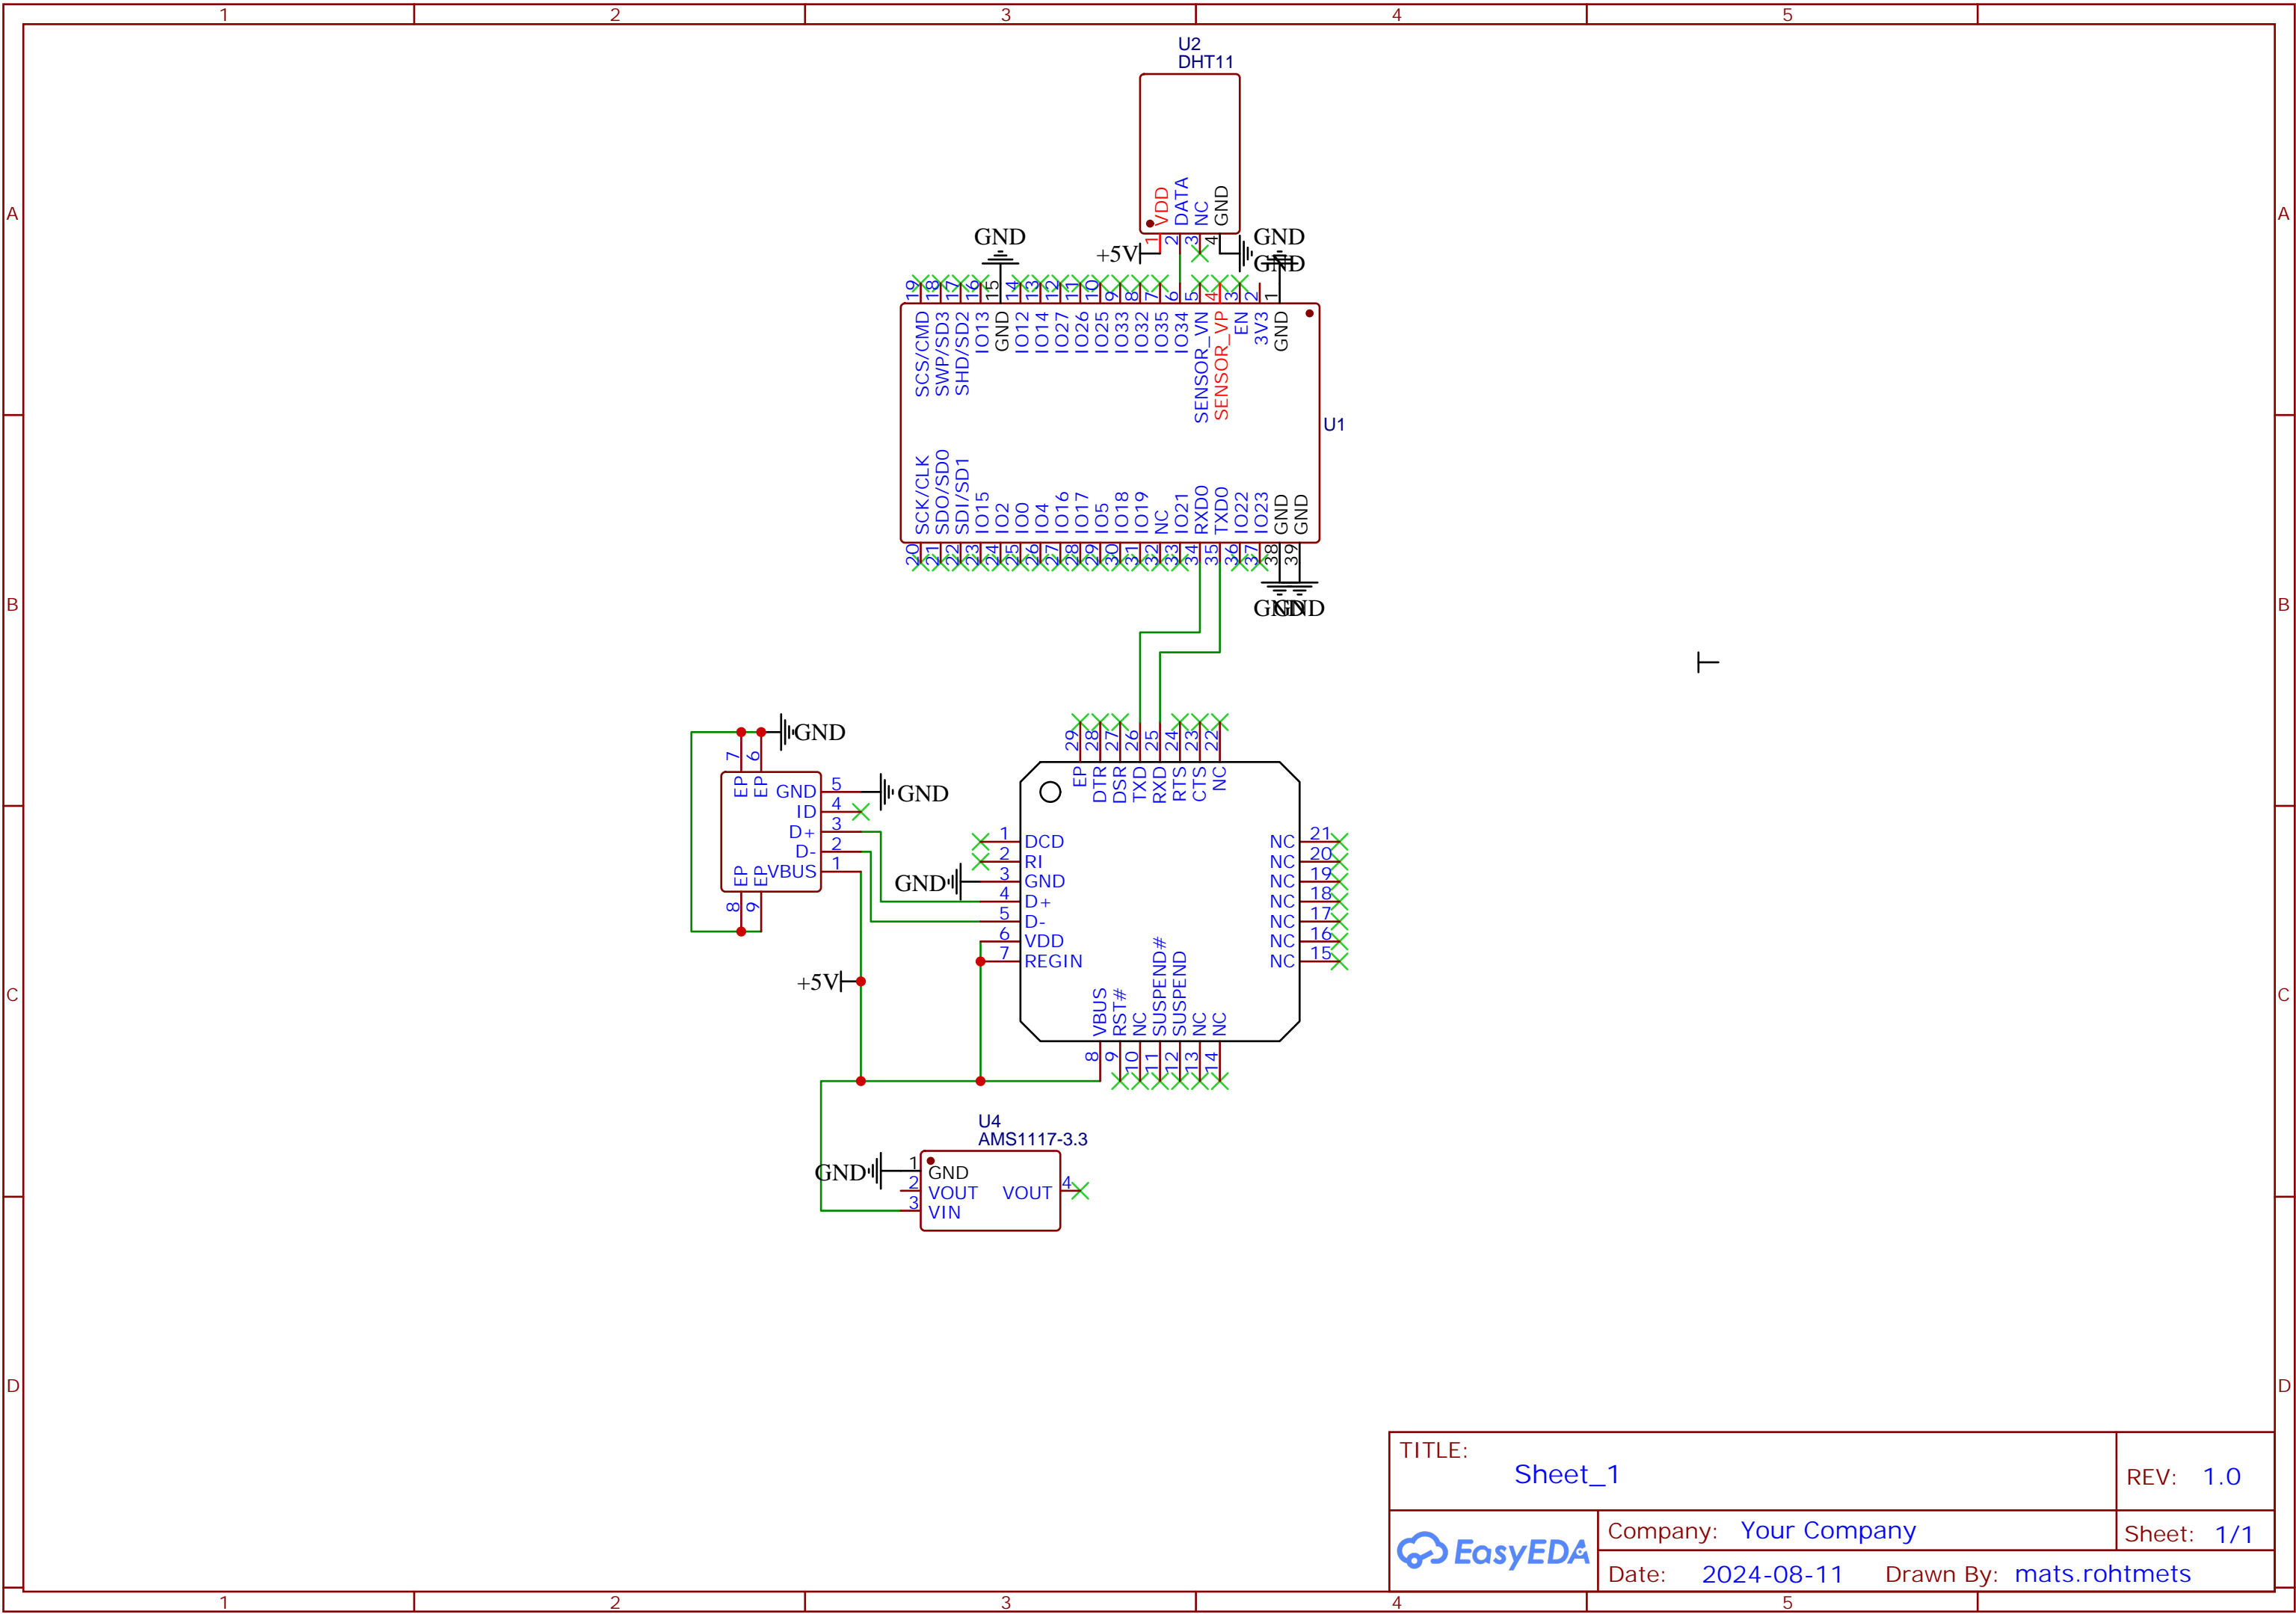 1 2 3 4 5
A A
B B
C C
D D
U2
DHT11
VDD DATA NC GND
1 2 3 4
+5V
GND
GND
GND
GND
19 18 17 16 15 14 13 12 11 10 9 8 7 6 5 4 3 2 1
SCS/CMD SWP/SD3 SHD/SD2 IO13 GND IO12 IO14 IO27 IO26 IO25 IO33 IO32 IO35 IO34 SENSOR_VN SENSOR_VP EN 3V3 GND
U1
SCK/CLK SDO/SD0 SDI/SD1 IO15 IO2 IO0 IO4 IO16 IO17 IO5 IO18 IO19 NC IO21 RXD0 TXD0 IO22 IO23 GND GND
20 21 22 23 24 25 26 27 28 29 30 31 32 33 34 35 36 37 38 39
GND GND
GND
7 6
EP EP
GND 5
ID 4
D+ 3
D- 2
VBUS 1
EP EP
8 9
GND
+5V
29 28 27 26 25 24 23 22
EP DTR DSR TXD RXD RTS CTS NC
1 DCD
2 RI
3 GND
4 D+
5 D-
6 VDD
7 REGIN
GND
NC 21
NC 20
NC 19
NC 18
NC 17
NC 16
NC 15
VBUS RST# NC SUSPEND# SUSPEND NC NC
8 9 10 11 12 13 14
U4
AMS1117-3.3
GND
1 GND
2 VOUT VOUT 4
3 VIN
TITLE:
Sheet_1
REV: 1.0
EasyEDA
Company: Your Company
Sheet: 1/1
Date: 2024-08-11 Drawn By: mats.rohtmets
1 2 3 4 5